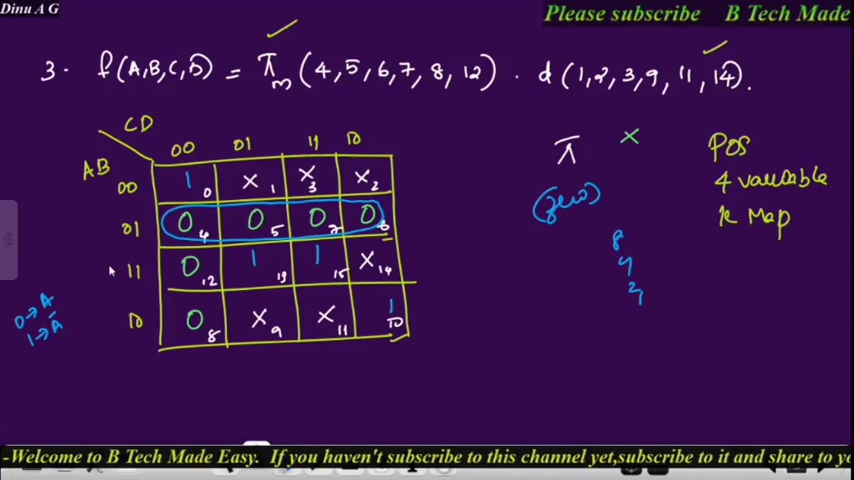 Dinu A G
Please subscribe B Tech Made
3. f(A,B,C,D) = π m (4,5,6,7,8,12) . d(1,2,3,9,11,14).
CD
AB 00 01 11 10
00 1 0 X 1 X 3 X 2
01 0 4 0 5 0 7 0 6
11 0 12 1 13 1 15 X 14
10 0 8 X 9 X 11 1 10
π X
(zero)
8
4
2
POS
4 variable
K Map
0→A
1→Ā
-Welcome to B Tech Made Easy. If you haven't subscribe to this channel yet,subscribe to it and share to yo